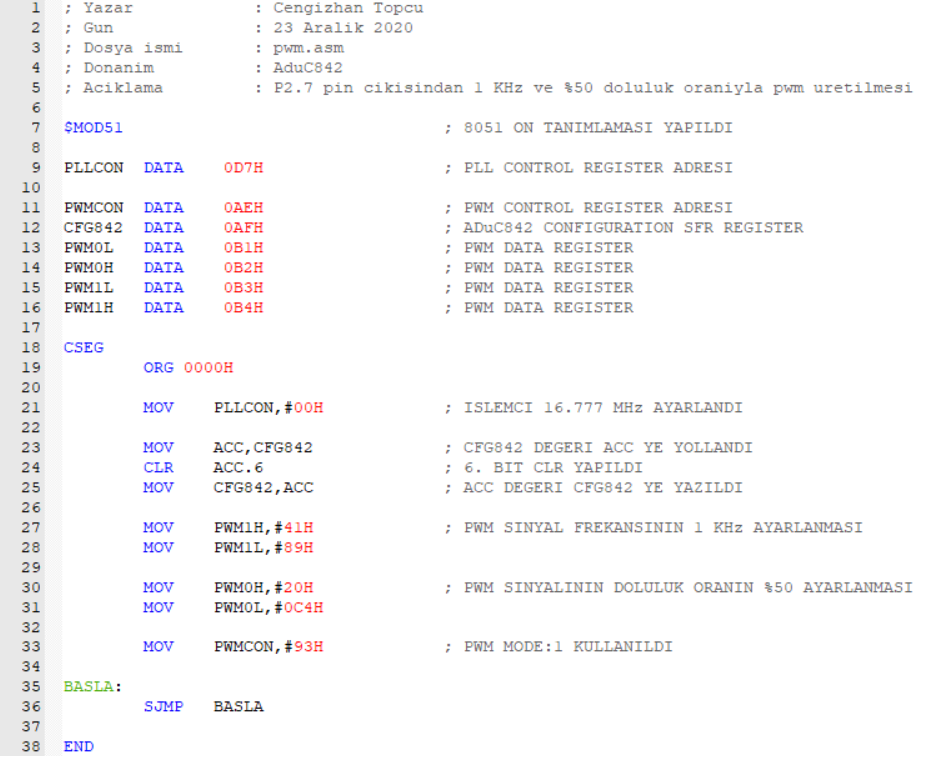 1 ; Yazar : Cengizhan Topcu
2 ; Gun : 23 Aralik 2020
3 ; Dosya ismi : pwm.asm
4 ; Donanim : AduC842
5 ; Aciklama : P2.7 pin cikisindan 1 KHz ve %50 doluluk oraniyla pwm uretilmesi
6
7 $MOD51 ; 8051 ON TANIMLAMASI YAPILDI
8
9 PLLCON DATA 0D7H ; PLL CONTROL REGISTER ADRESI
10
11 PWMCON DATA 0AEH ; PWM CONTROL REGISTER ADRESI
12 CFG842 DATA 0AFH ; ADuC842 CONFIGURATION SFR REGISTER
13 PWM0L DATA 0B1H ; PWM DATA REGISTER
14 PWM0H DATA 0B2H ; PWM DATA REGISTER
15 PWM1L DATA 0B3H ; PWM DATA REGISTER
16 PWM1H DATA 0B4H ; PWM DATA REGISTER
17
18 CSEG
19 ORG 0000H
20
21 MOV PLLCON,#00H ; ISLEMCI 16.777 MHz AYARLANDI
22
23 MOV ACC,CFG842 ; CFG842 DEGERI ACC YE YOLLANDI
24 CLR ACC.6 ; 6. BIT CLR YAPILDI
25 MOV CFG842,ACC ; ACC DEGERI CFG842 YE YAZILDI
26
27 MOV PWM1H,#41H ; PWM SINYAL FREKANSININ 1 KHz AYARLANMASI
28 MOV PWM1L,#89H
29
30 MOV PWM0H,#20H ; PWM SINYALININ DOLULUK ORANIN %50 AYARLANMASI
31 MOV PWM0L,#0C4H
32
33 MOV PWMCON,#93H ; PWM MODE:1 KULLANILDI
34
35 BASLA:
36 SJMP BASLA
37
38 END